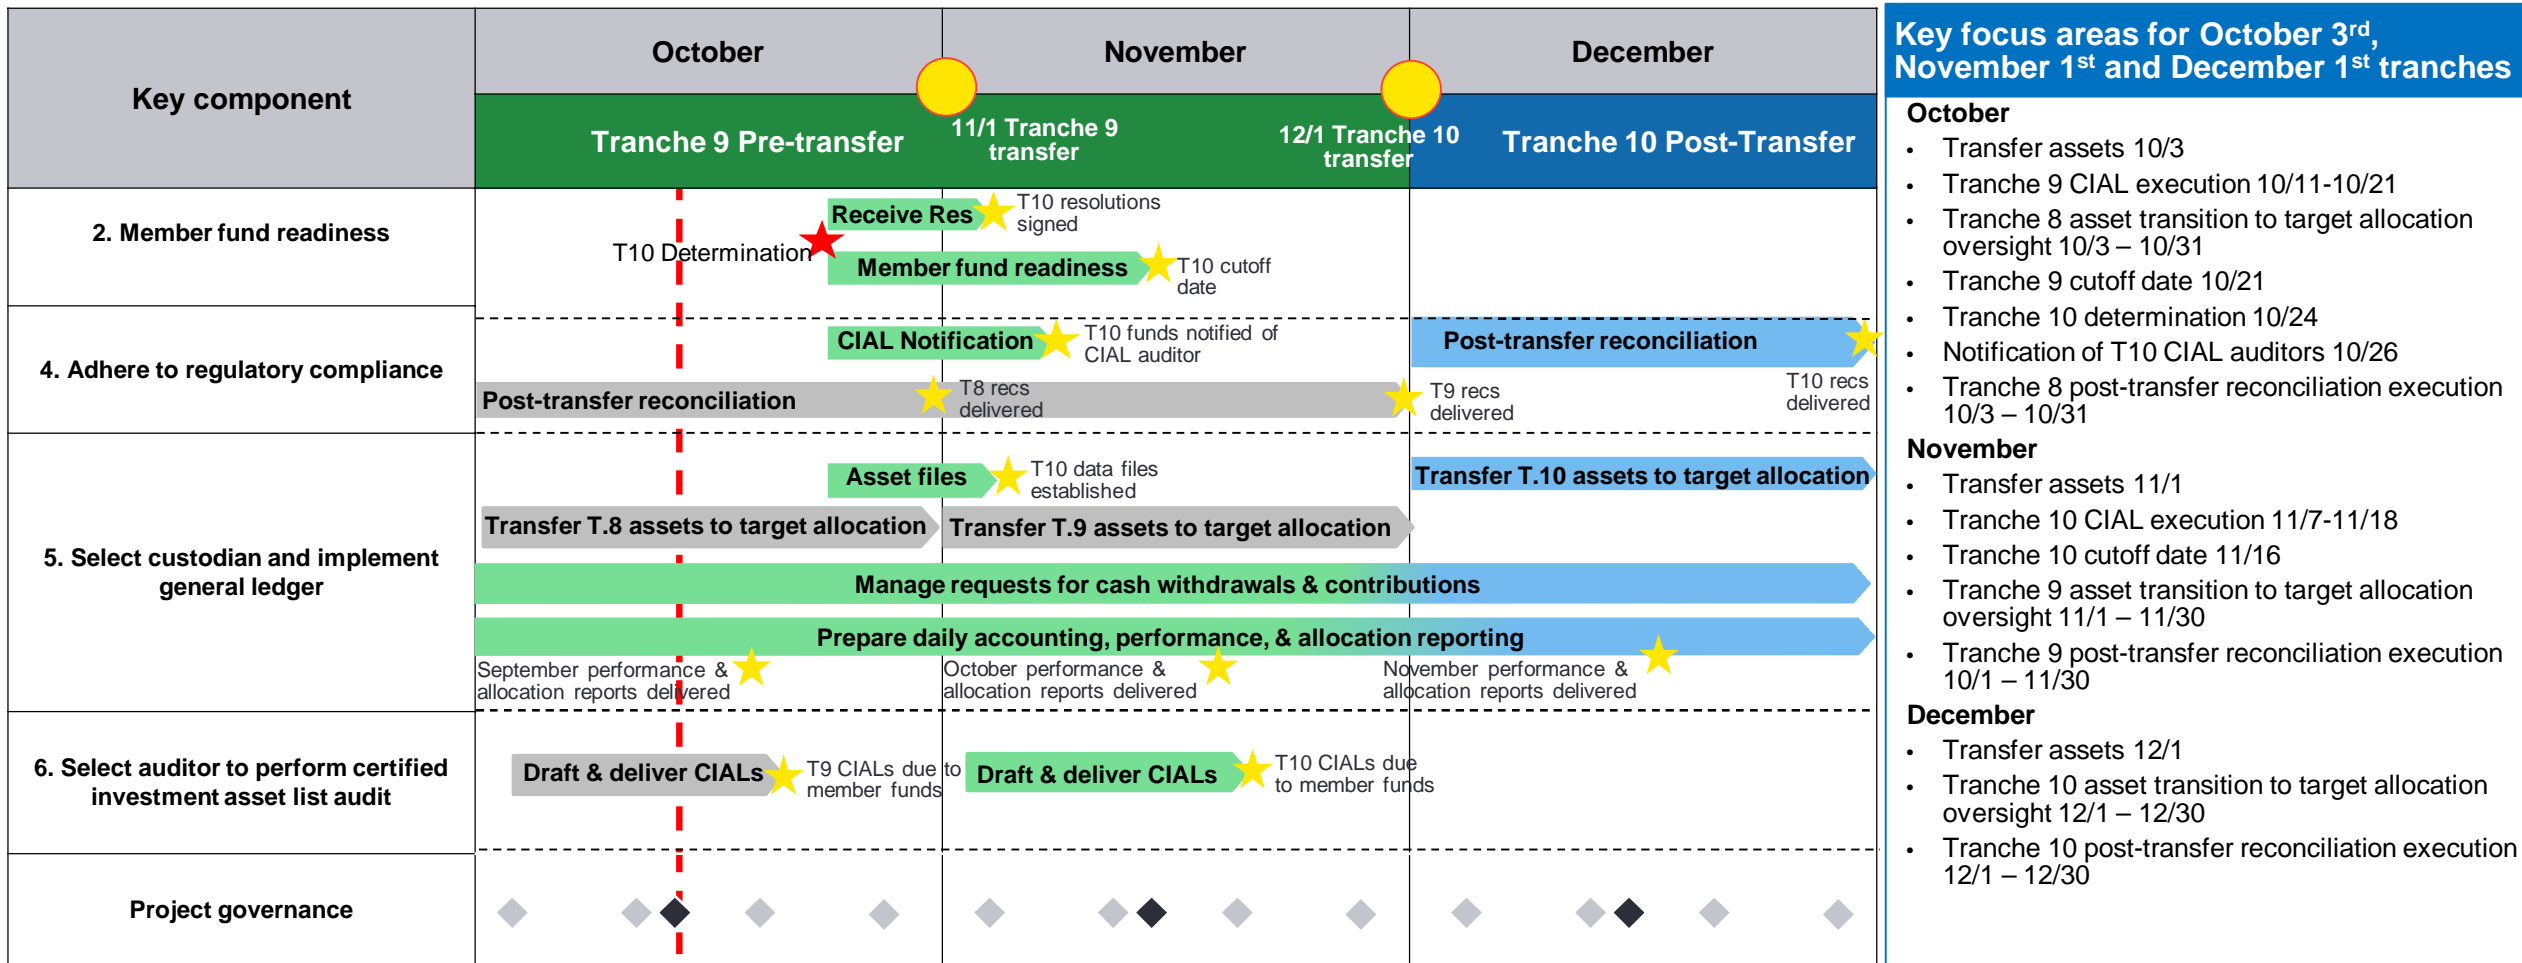 Key component
October
November
December
Tranche 9 Pre-transfer
11/1 Tranche 9
transfer
12/1 Tranche 10
transfer
Tranche 10 Post-Transfer
2. Member fund readiness
Receive Res
T10 resolutions
signed
T10 Determination
Member fund readiness
T10 cutoff
date
4. Adhere to regulatory compliance
CIAL Notification
T10 funds notified of
CIAL auditor
Post-transfer reconciliation
T10 recs
delivered
Post-transfer reconciliation
T8 recs
delivered
T9 recs
delivered
5. Select custodian and implement
general ledger
Asset files
T10 data files
established
Transfer T.10 assets to target allocation
Transfer T.8 assets to target allocation
Transfer T.9 assets to target allocation
Manage requests for cash withdrawals & contributions
Prepare daily accounting, performance, & allocation reporting
September performance &
allocation reports delivered
October performance &
allocation reports delivered
November performance &
allocation reports delivered
6. Select auditor to perform certified
investment asset list audit
Draft & deliver CIALs
T9 CIALs due to
member funds
Draft & deliver CIALs
T10 CIALs due
to member funds
Project governance
Key focus areas for October 3rd,
November 1st and December 1st tranches
October
• Transfer assets 10/3
• Tranche 9 CIAL execution 10/11-10/21
• Tranche 8 asset transition to target allocation
oversight 10/3 – 10/31
• Tranche 9 cutoff date 10/21
• Tranche 10 determination 10/24
• Notification of T10 CIAL auditors 10/26
• Tranche 8 post-transfer reconciliation execution
10/3 – 10/31
November
• Transfer assets 11/1
• Tranche 10 CIAL execution 11/7-11/18
• Tranche 10 cutoff date 11/16
• Tranche 9 asset transition to target allocation
oversight 11/1 – 11/30
• Tranche 9 post-transfer reconciliation execution
10/1 – 11/30
December
• Transfer assets 12/1
• Tranche 10 asset transition to target allocation
oversight 12/1 – 12/30
• Tranche 10 post-transfer reconciliation execution
12/1 – 12/30